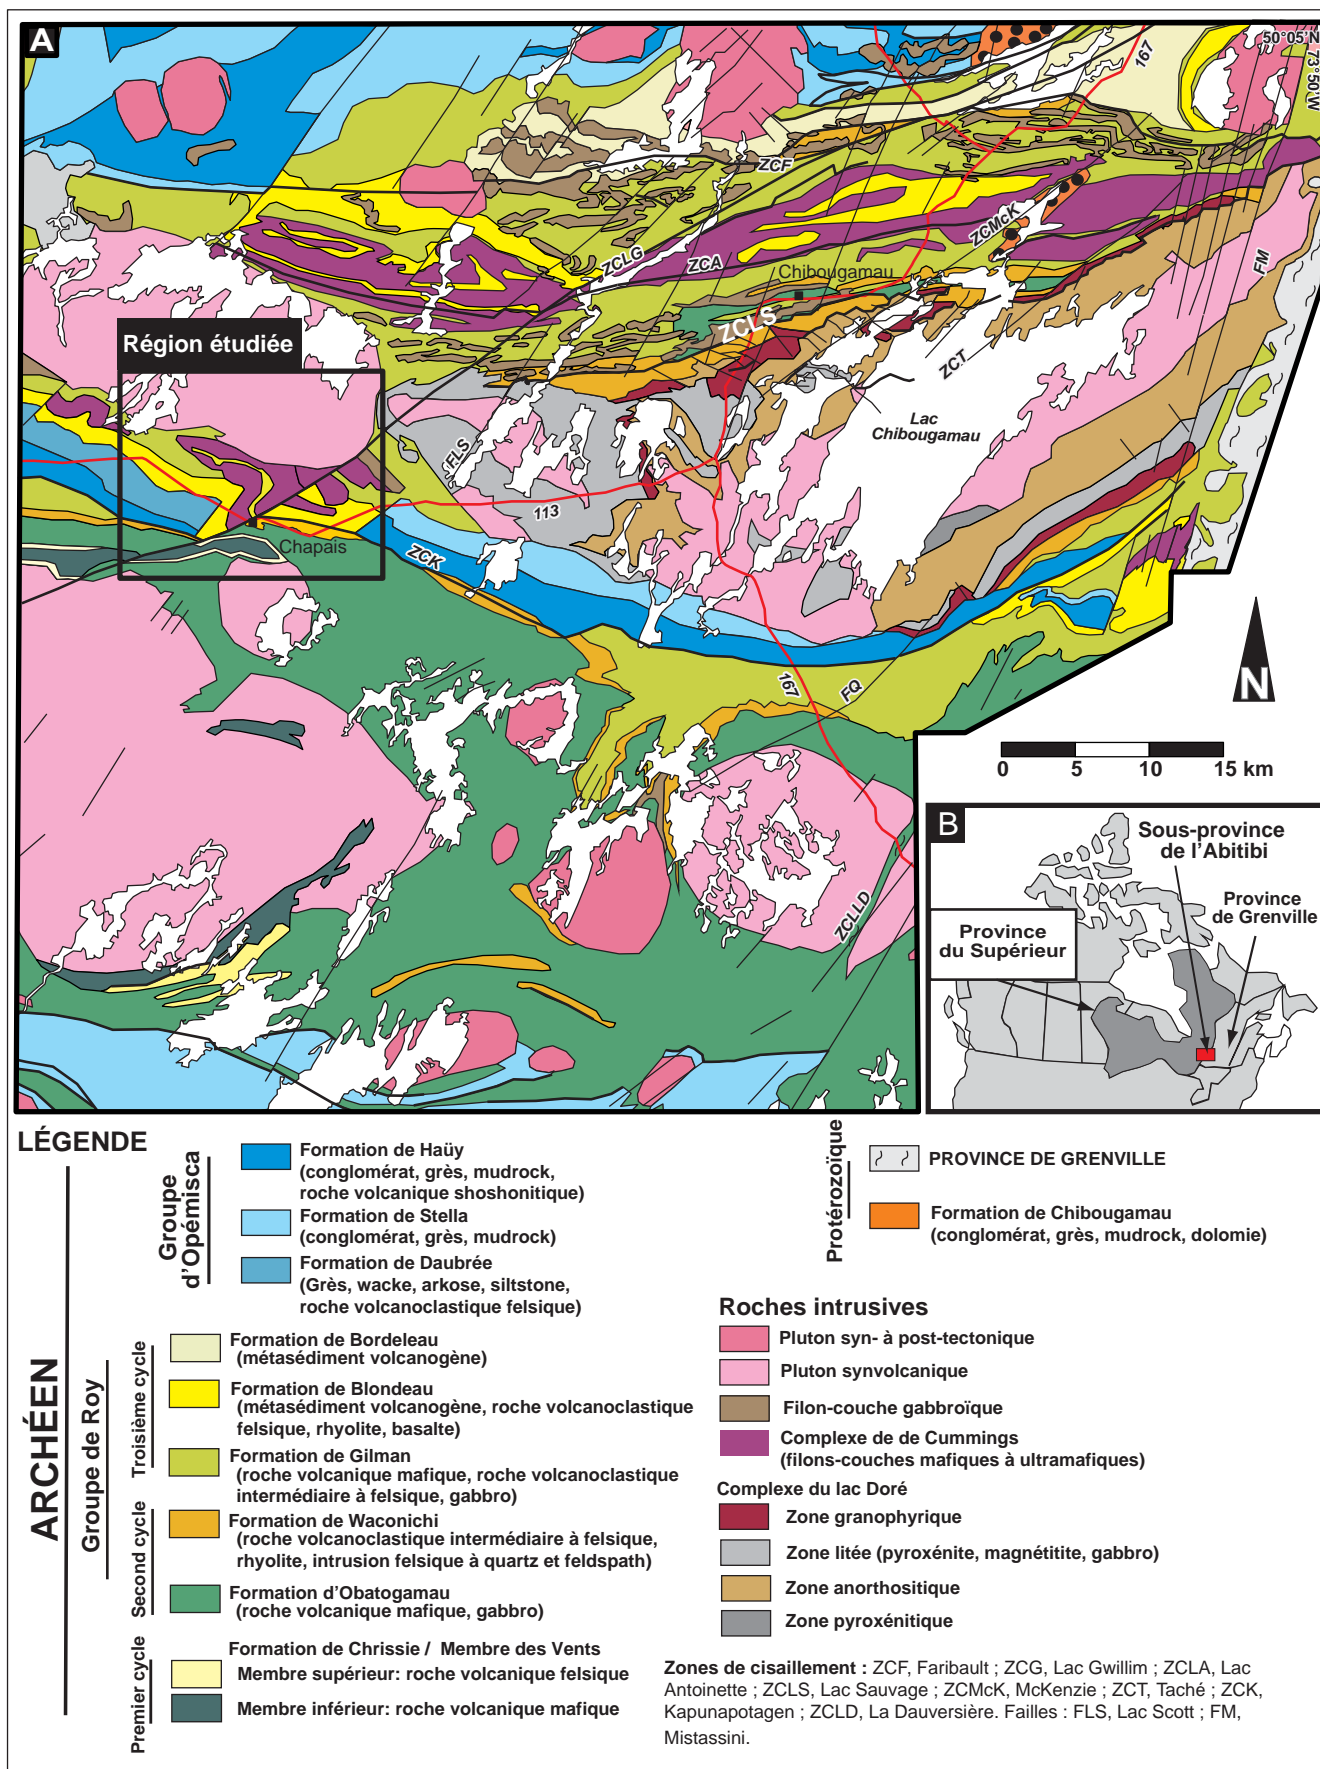 A
50°05'N
73°50'W
167
ZCF
ZCMcK
FM
ZCLG
ZCA
Chibougamau
ZCLS
Région étudiée
ZCT
Lac
Chibougamau
FLS
113
Chapais
ZCK
167
FQ
N
0 5 10 15 km
ZCLLD
B
Sous-province
de l'Abitibi
Province
de Grenville
Province
du Supérieur
LÉGENDE
ARCHÉEN
Groupe
d'Opémisca
Formation de Haüy
(conglomérat, grès, mudrock,
roche volcanique shoshonitique)
Formation de Stella
(conglomérat, grès, mudrock)
Formation de Daubrée
(Grès, wacke, arkose, siltstone,
roche volcanoclastique felsique)
Groupe de Roy
Troisième cycle
Formation de Bordeleau
(métasédiment volcanogène)
Formation de Blondeau
(métasédiment volcanogène, roche volcanoclastique
felsique, rhyolite, basalte)
Formation de Gilman
(roche volcanique mafique, roche volcanoclastique
intermédiaire à felsique, gabbro)
Second cycle
Formation de Waconichi
(roche volcanoclastique intermédiaire à felsique,
rhyolite, intrusion felsique à quartz et feldspath)
Formation d'Obatogamau
(roche volcanique mafique, gabbro)
Premier cycle
Formation de Chrissie / Membre des Vents
Membre supérieur: roche volcanique felsique
Membre inférieur: roche volcanique mafique
Protérozoïque
PROVINCE DE GRENVILLE
Formation de Chibougamau
(conglomérat, grès, mudrock, dolomie)
Roches intrusives
Pluton syn- à post-tectonique
Pluton synvolcanique
Filon-couche gabbroïque
Complexe de de Cummings
(filons-couches mafiques à ultramafiques)
Complexe du lac Doré
Zone granophyrique
Zone litée (pyroxénite, magnétitite, gabbro)
Zone anorthositique
Zone pyroxénitique
Zones de cisaillement : ZCF, Faribault ; ZCG, Lac Gwillim ; ZCLA, Lac
Antoinette ; ZCLS, Lac Sauvage ; ZCMcK, McKenzie ; ZCT, Taché ; ZCK,
Kapunapotagen ; ZCLD, La Dauversière. Failles : FLS, Lac Scott ; FM,
Mistassini.